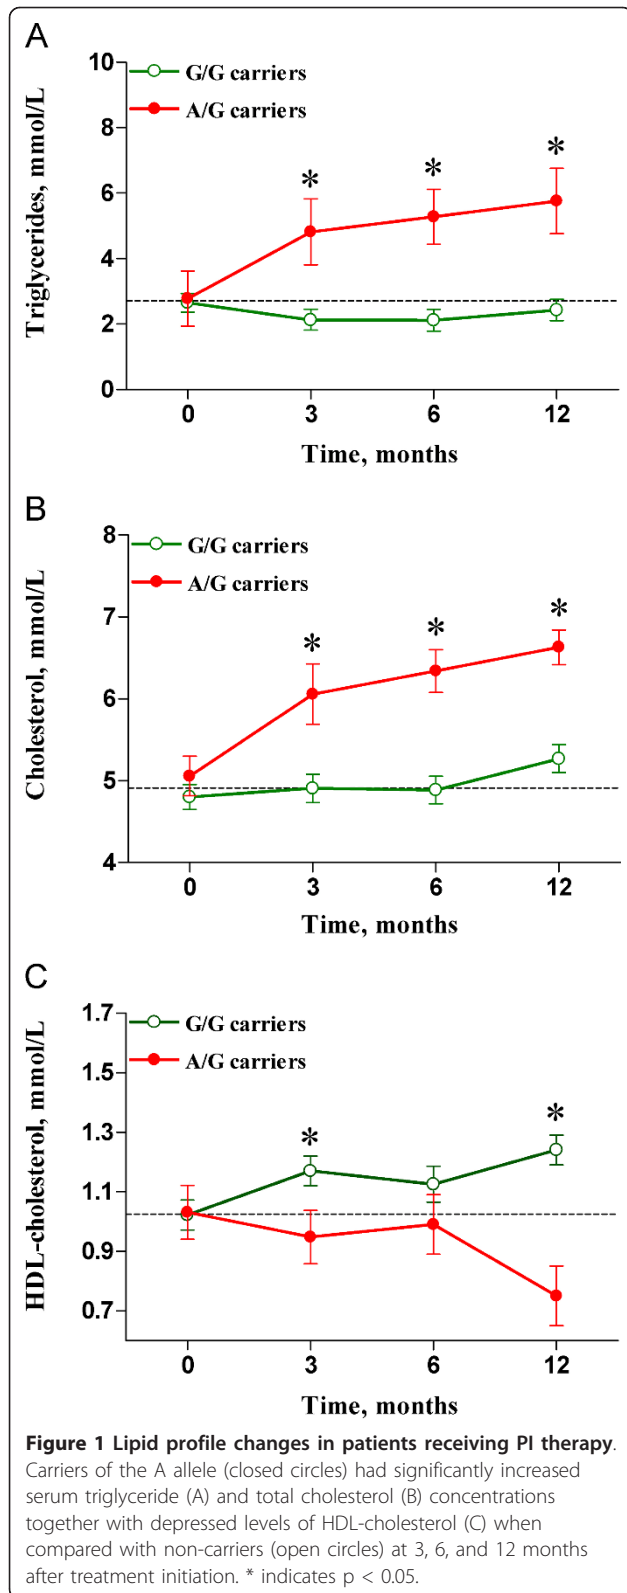 A
Triglycerides, mmol/L
10
8
6
4
2
0
G/G carriers
A/G carriers
*
*
*
0 3 6 12
Time, months
B
Cholesterol, mmol/L
8
7
6
5
4
G/G carriers
A/G carriers
*
*
*
0 3 6 12
Time, months
C
HDL-cholesterol, mmol/L
1.7
1.5
1.3
1.1
0.9
0.7
G/G carriers
A/G carriers
*
*
0 3 6 12
Time, months
Figure 1 Lipid profile changes in patients receiving PI therapy.
Carriers of the A allele (closed circles) had significantly increased
serum triglyceride (A) and total cholesterol (B) concentrations
together with depressed levels of HDL-cholesterol (C) when
compared with non-carriers (open circles) at 3, 6, and 12 months
after treatment initiation. * indicates p < 0.05.